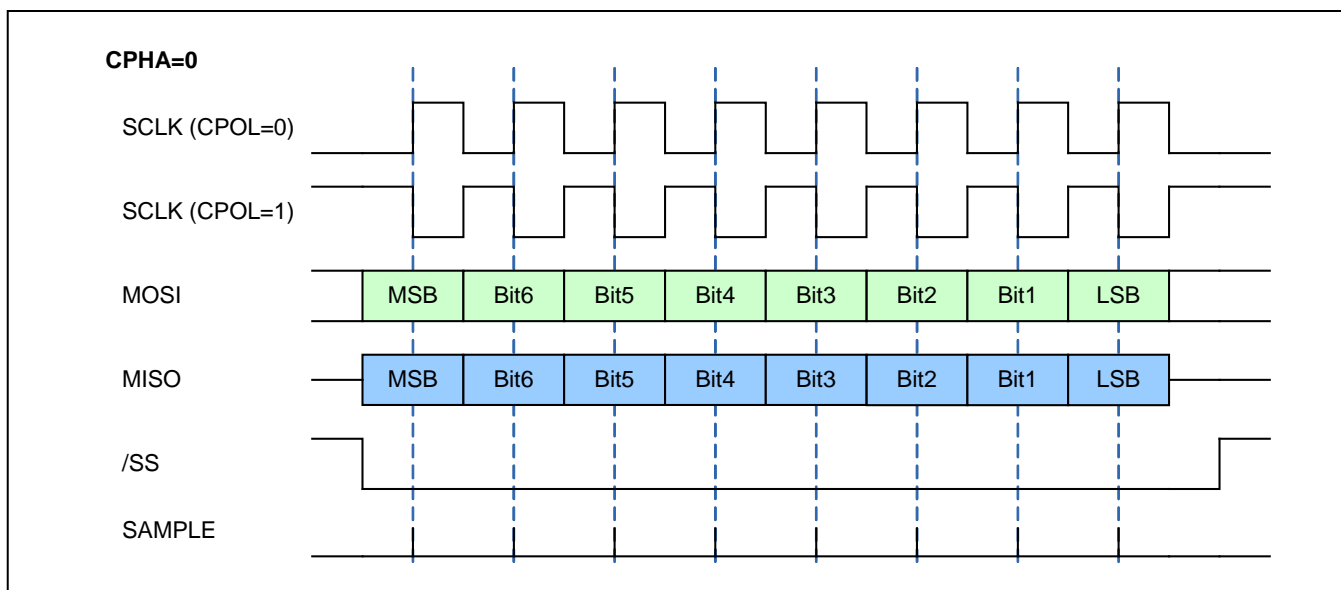 CPHA=0
SCLK (CPOL=0)
SCLK (CPOL=1)
MOSI MSB Bit6 Bit5 Bit4 Bit3 Bit2 Bit1 LSB
MISO MSB Bit6 Bit5 Bit4 Bit3 Bit2 Bit1 LSB
/SS
SAMPLE